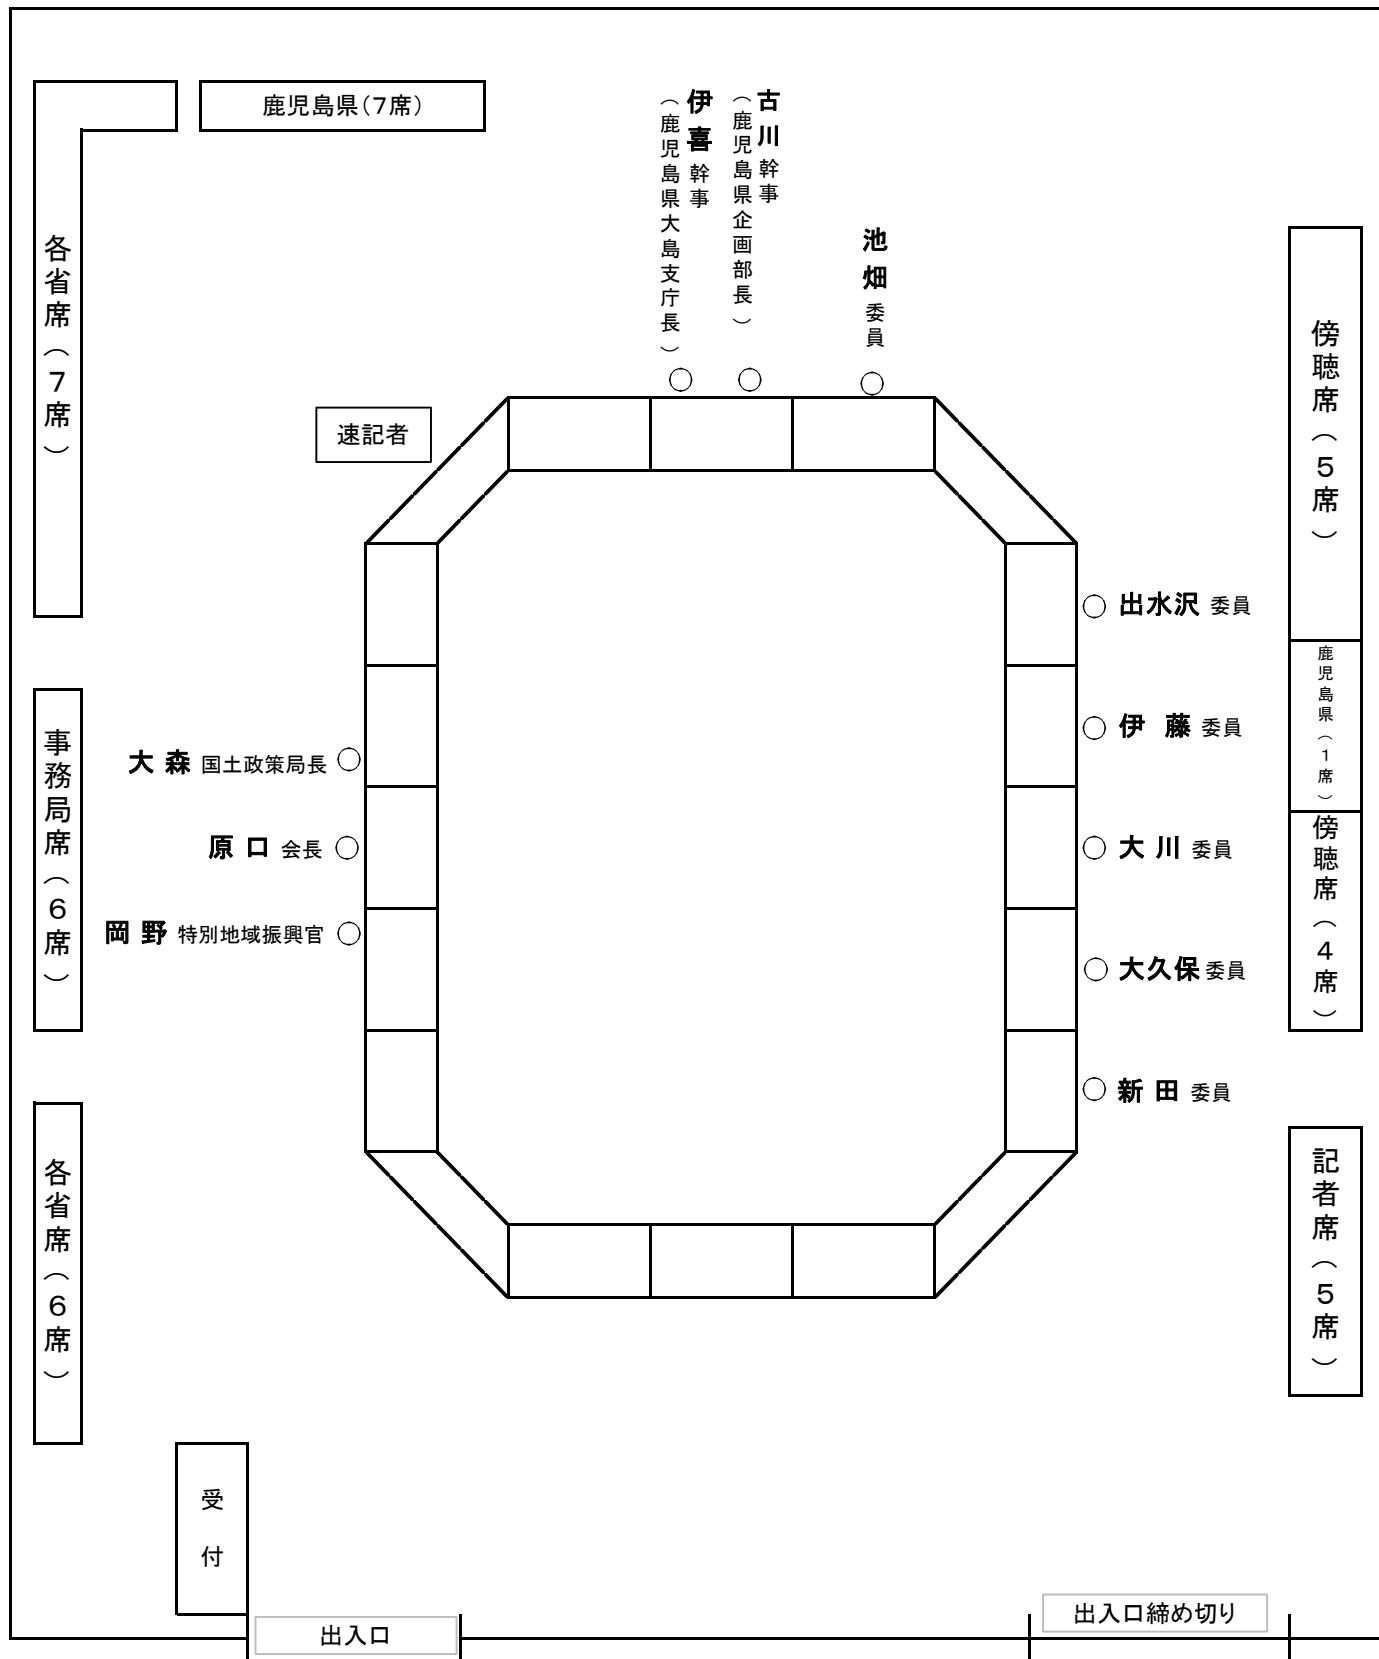 鹿児島県(7席)
古川 幹事
(鹿児島県企画部長)
伊喜 幹事
(鹿児島県大島支庁長)
池畑 委員
各省席(7席)
速記者
傍聴席(5席)
出水沢 委員
鹿児島県(1席)
伊 藤 委員
事務局席(6席)
大 森 国土政策局長
原 口 会長
大 川 委員
傍聴席(4席)
岡 野 特別地域振興官
大久保 委員
新 田 委員
各省席(6席)
記者席(5席)
受付
出入口
出入口締め切り